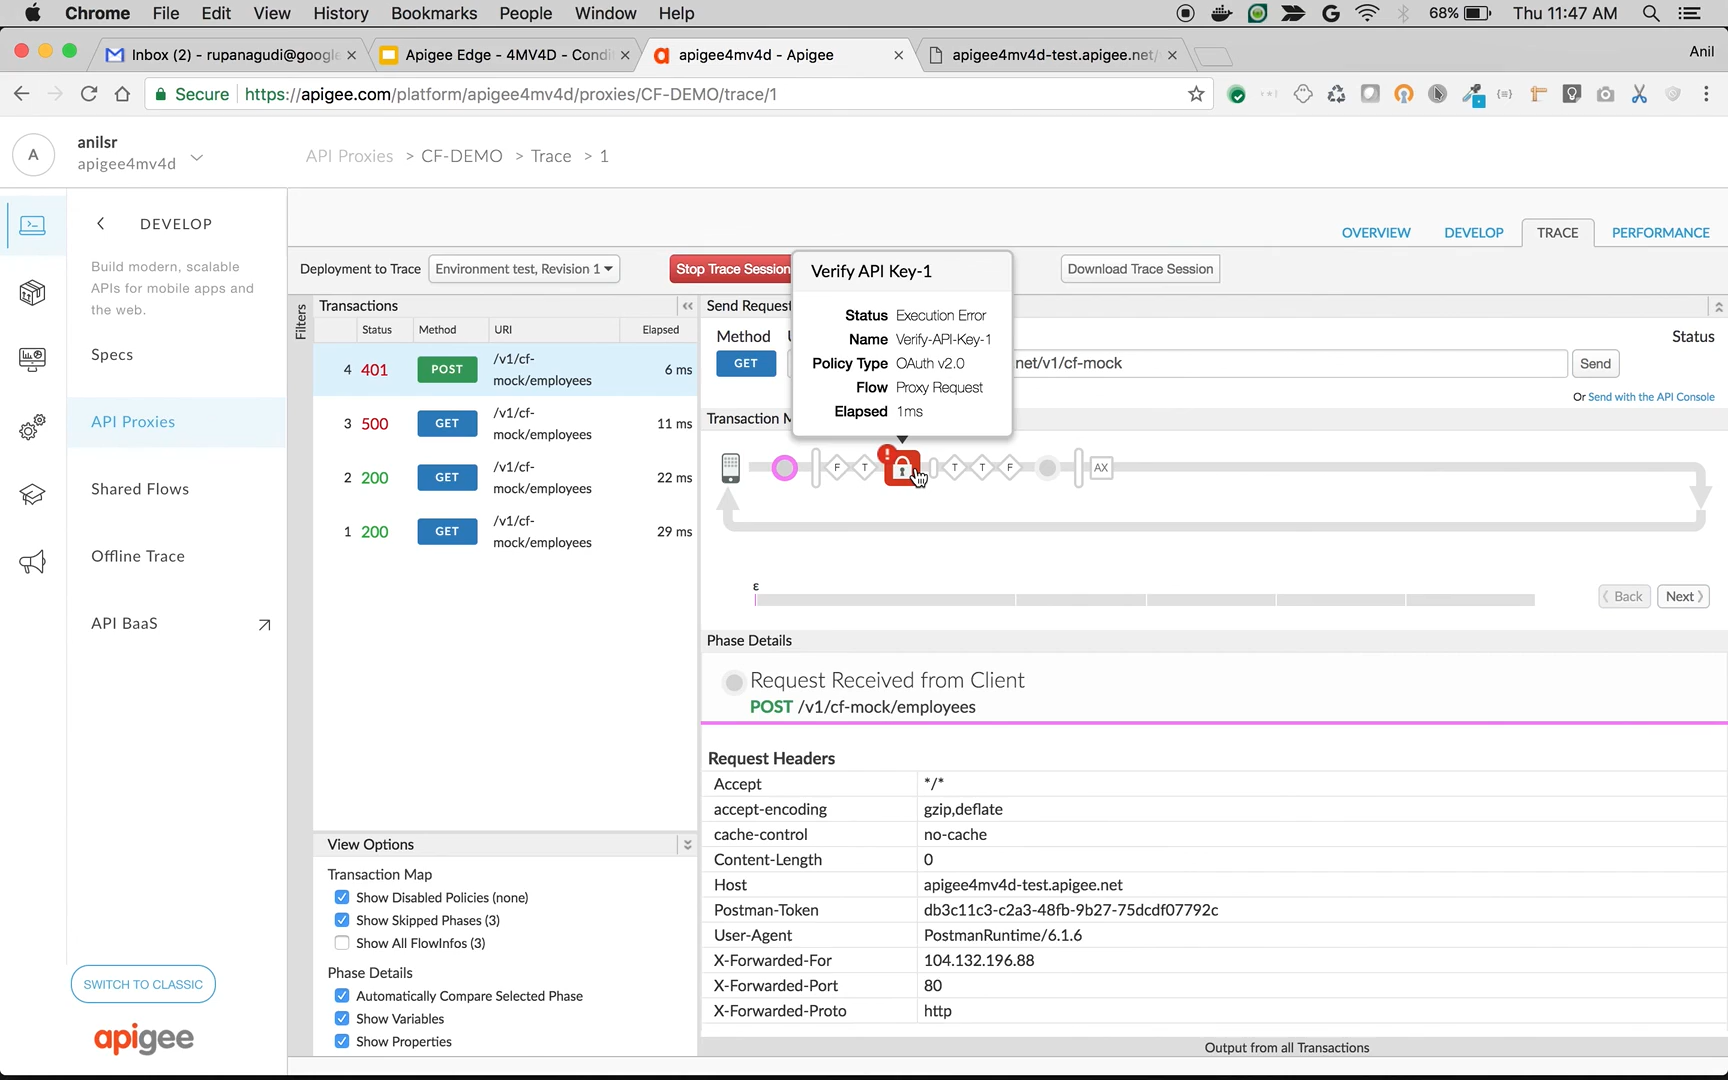 Chrome File Edit View History Bookmarks People Window Help 68% Thu 11:47 AM
Inbox (2) - rupanagudi@google Apigee Edge - 4MV4D - Condi apigee4mv4d - Apigee apigee4mv4d-test.apigee.net/ Anil
Secure https://apigee.com/platform/apigee4mv4d/proxies/CF-DEMO/trace/1
A
anilsr
apigee4mv4d
API Proxies > CF-DEMO > Trace > 1
DEVELOP
Build modern, scalable
APIs for mobile apps and
the web.
Specs
API Proxies
Shared Flows
Offline Trace
API BaaS
SWITCH TO CLASSIC
apigee
OVERVIEW DEVELOP TRACE PERFORMANCE
Deployment to Trace Environment test, Revision 1 Stop Trace Session Download Trace Session
Filters
Transactions
Status Method URI Elapsed
4 401 POST /v1/cf-
mock/employees 6 ms
3 500 GET /v1/cf-
mock/employees 11 ms
2 200 GET /v1/cf-
mock/employees 22 ms
1 200 GET /v1/cf-
mock/employees 29 ms
View Options
Transaction Map
Show Disabled Policies (none)
Show Skipped Phases (3)
Show All FlowInfos (3)
Phase Details
Automatically Compare Selected Phase
Show Variables
Show Properties
Verify API Key-1
Status Execution Error
Name Verify-API-Key-1
Policy Type OAuth v2.0
Flow Proxy Request
Elapsed 1ms
Send Request
Method Status
GET net/v1/cf-mock Send
Or Send with the API Console
Transaction M
F T ! T T F AX
ε
Back Next
Phase Details
Request Received from Client
POST /v1/cf-mock/employees
Request Headers
Accept */*
accept-encoding gzip,deflate
cache-control no-cache
Content-Length 0
Host apigee4mv4d-test.apigee.net
Postman-Token db3c11c3-c2a3-48fb-9b27-75dcdf07792c
User-Agent PostmanRuntime/6.1.6
X-Forwarded-For 104.132.196.88
X-Forwarded-Port 80
X-Forwarded-Proto http
Output from all Transactions